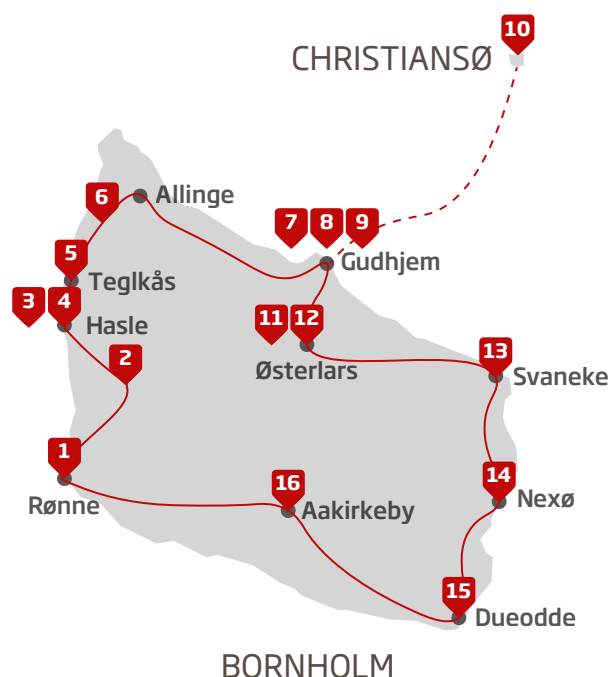 10
CHRISTIANSØ
6
Allinge
7 8 9
Gudhjem
5
Teglkås
3 4
Hasle
11 12
Østerlars
2
13
Svaneke
1
Rønne
16
Aakirkeby
14
Nexø
15
Dueodde
BORNHOLM